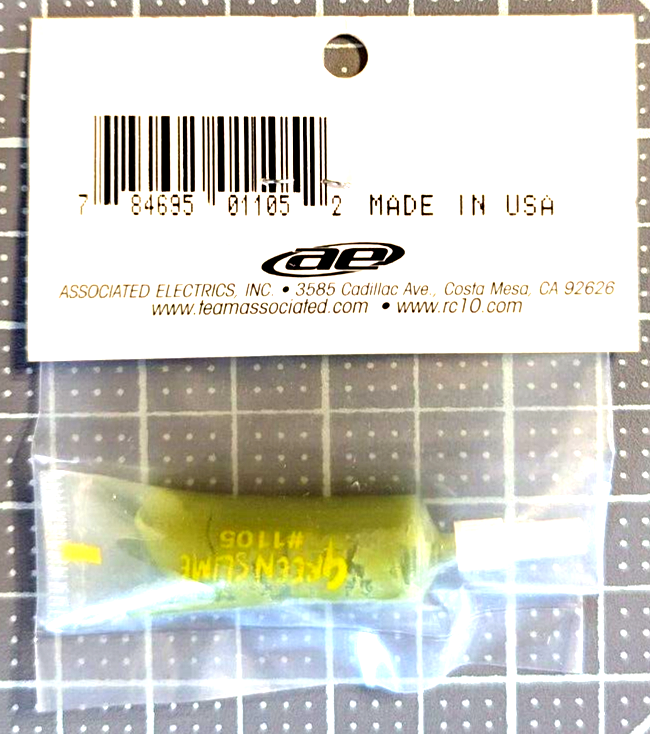 7 84695 01105 2 MADE IN USA
ae
ASSOCIATED ELECTRICS, INC. • 3585 Cadillac Ave., Costa Mesa, CA 92626
www.teamassociated.com • www.rc10.com
GREEN SLIME
#1105